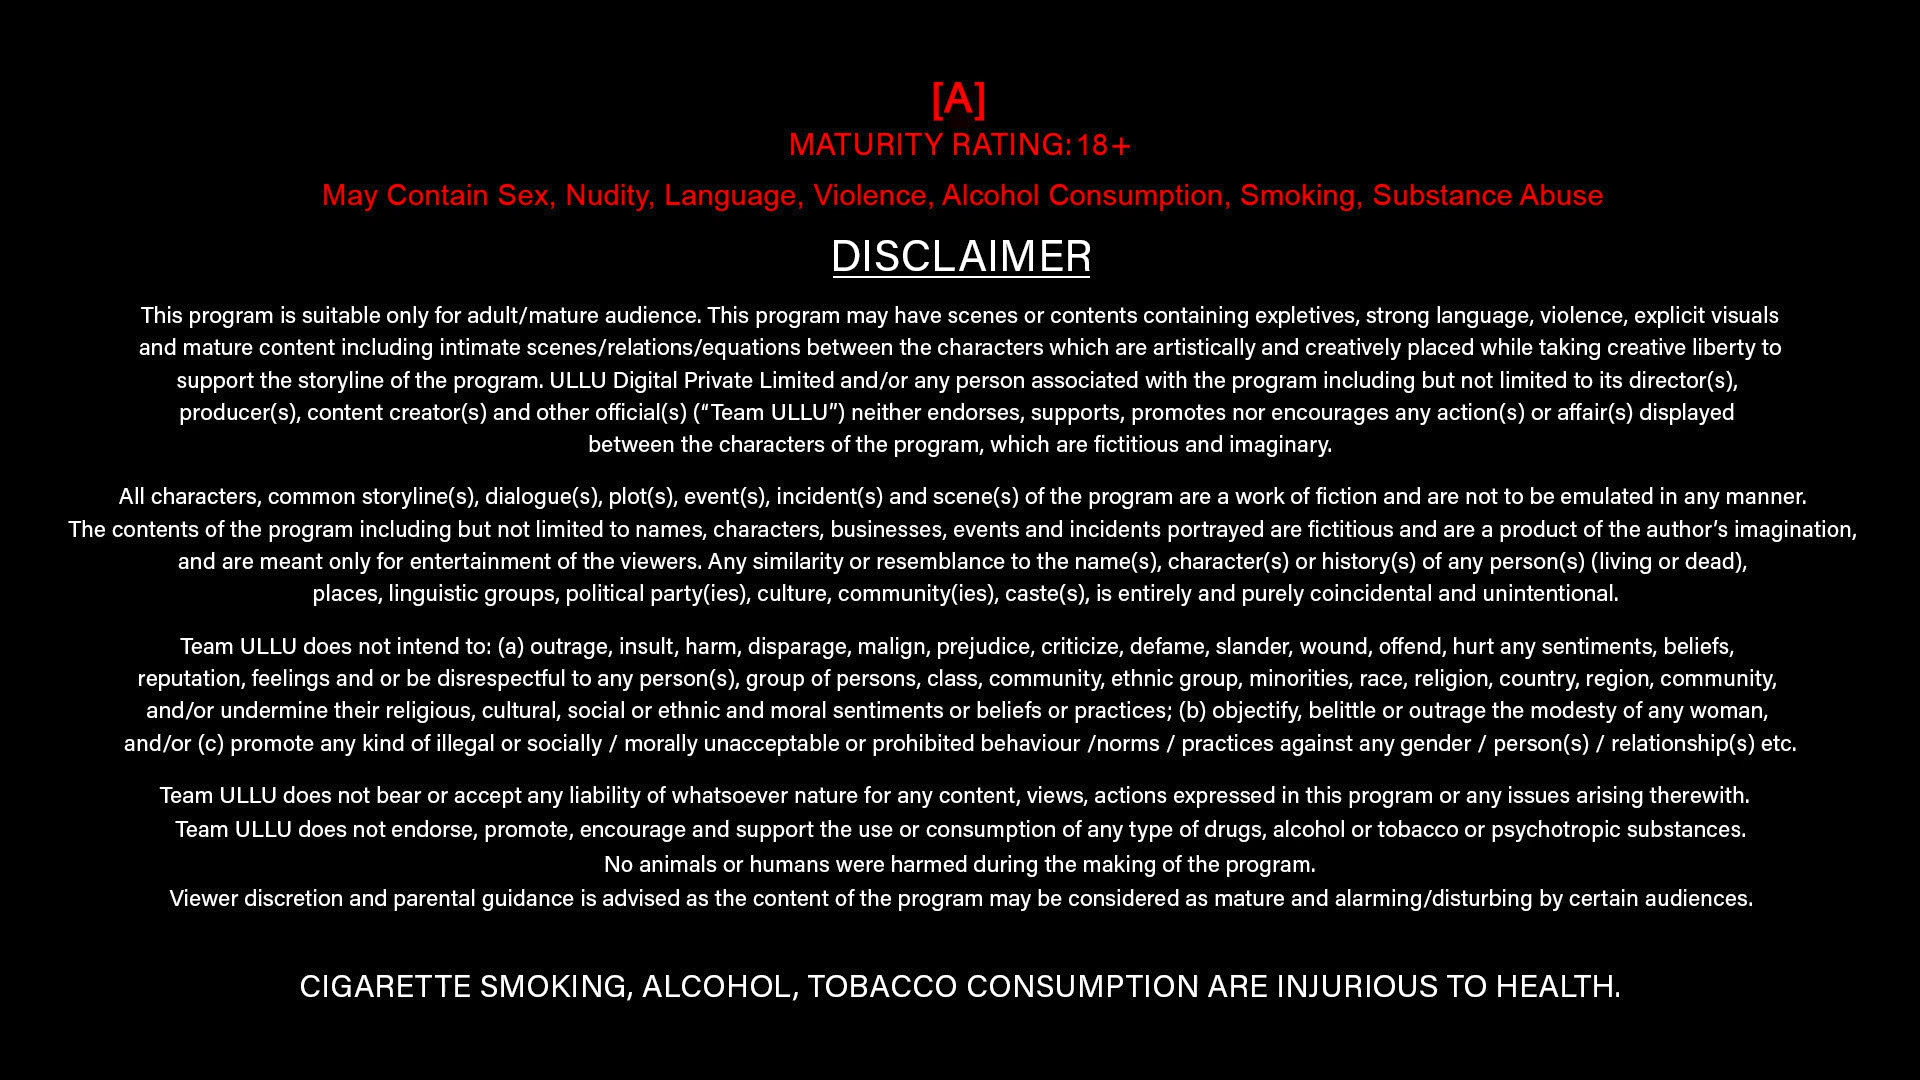 [A]
MATURITY RATING:18+
May Contain Sex, Nudity, Language, Violence, Alcohol Consumption, Smoking, Substance Abuse
DISCLAIMER
This program is suitable only for adult/mature audience. This program may have scenes or contents containing expletives, strong language, violence, explicit visuals
and mature content including intimate scenes/relations/equations between the characters which are artistically and creatively placed while taking creative liberty to
support the storyline of the program. ULLU Digital Private Limited and/or any person associated with the program including but not limited to its director(s),
producer(s), content creator(s) and other official(s) (“Team ULLU”) neither endorses, supports, promotes nor encourages any action(s) or affair(s) displayed
between the characters of the program, which are fictitious and imaginary.
All characters, common storyline(s), dialogue(s), plot(s), event(s), incident(s) and scene(s) of the program are a work of fiction and are not to be emulated in any manner.
The contents of the program including but not limited to names, characters, businesses, events and incidents portrayed are fictitious and are a product of the author’s imagination,
and are meant only for entertainment of the viewers. Any similarity or resemblance to the name(s), character(s) or history(s) of any person(s) (living or dead),
places, linguistic groups, political party(ies), culture, community(ies), caste(s), is entirely and purely coincidental and unintentional.
Team ULLU does not intend to: (a) outrage, insult, harm, disparage, malign, prejudice, criticize, defame, slander, wound, offend, hurt any sentiments, beliefs,
reputation, feelings and or be disrespectful to any person(s), group of persons, class, community, ethnic group, minorities, race, religion, country, region, community,
and/or undermine their religious, cultural, social or ethnic and moral sentiments or beliefs or practices; (b) objectify, belittle or outrage the modesty of any woman,
and/or (c) promote any kind of illegal or socially / morally unacceptable or prohibited behaviour /norms / practices against any gender / person(s) / relationship(s) etc.
Team ULLU does not bear or accept any liability of whatsoever nature for any content, views, actions expressed in this program or any issues arising therewith.
Team ULLU does not endorse, promote, encourage and support the use or consumption of any type of drugs, alcohol or tobacco or psychotropic substances.
No animals or humans were harmed during the making of the program.
Viewer discretion and parental guidance is advised as the content of the program may be considered as mature and alarming/disturbing by certain audiences.
CIGARETTE SMOKING, ALCOHOL, TOBACCO CONSUMPTION ARE INJURIOUS TO HEALTH.